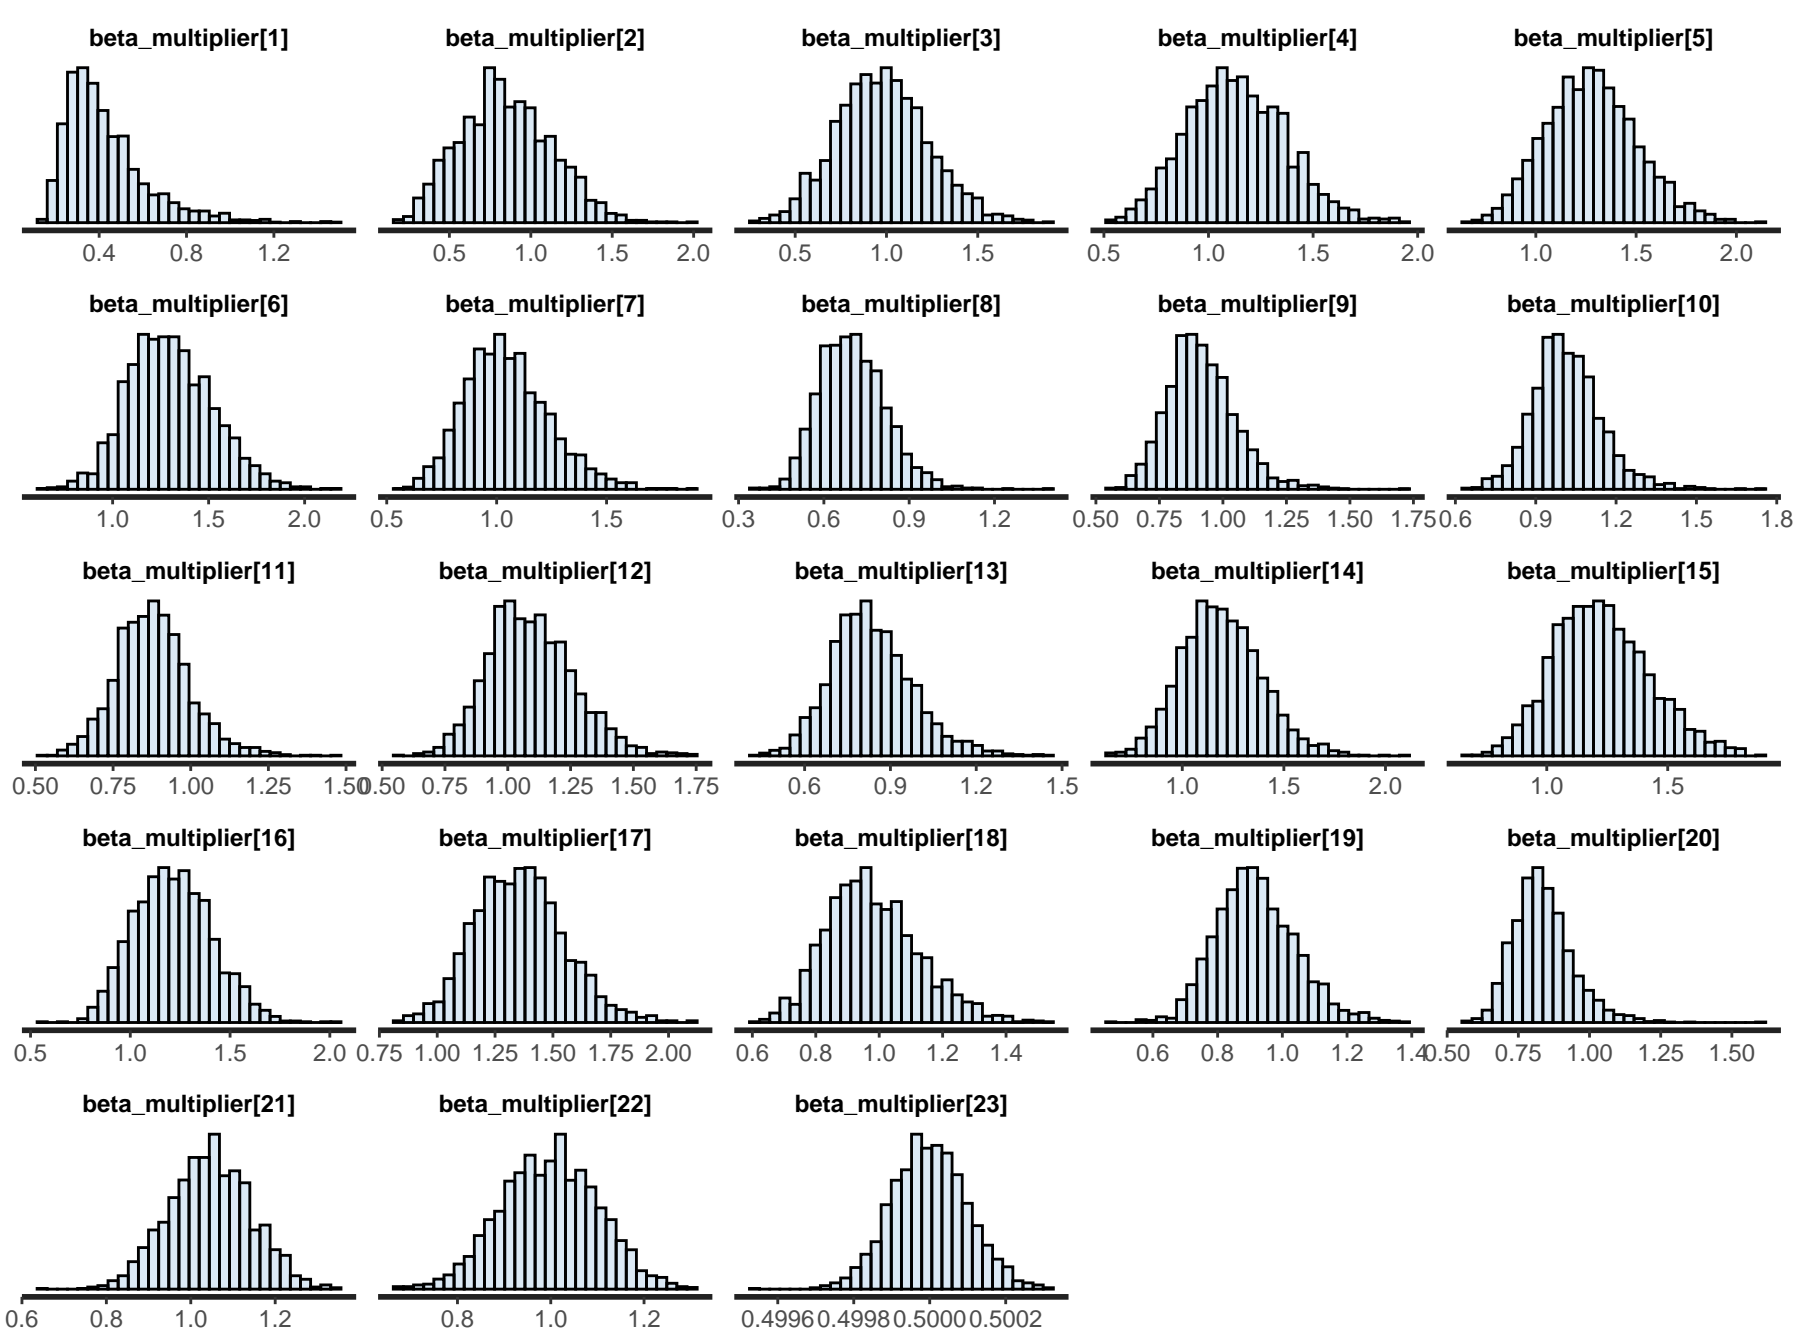 beta_multiplier[1] beta_multiplier[2] beta_multiplier[3] beta_multiplier[4] beta_multiplier[5]
0.4 0.8 1.2 0.5 1.0 1.5 2.0 0.5 1.0 1.5 0.5 1.0 1.5 2.0 1.0 1.5 2.0
beta_multiplier[6] beta_multiplier[7] beta_multiplier[8] beta_multiplier[9] beta_multiplier[10]
1.0 1.5 2.0 0.5 1.0 1.5 0.3 0.6 0.9 1.2 0.50 0.75 1.00 1.25 1.50 1.75 0.6 0.9 1.2 1.5 1.8
beta_multiplier[11] beta_multiplier[12] beta_multiplier[13] beta_multiplier[14] beta_multiplier[15]
0.50 0.75 1.00 1.25 1.50 0.50 0.75 1.00 1.25 1.50 1.75 0.6 0.9 1.2 1.5 1.0 1.5 2.0 1.0 1.5
beta_multiplier[16] beta_multiplier[17] beta_multiplier[18] beta_multiplier[19] beta_multiplier[20]
0.5 1.0 1.5 2.0 0.75 1.00 1.25 1.50 1.75 2.00 0.6 0.8 1.0 1.2 1.4 0.6 0.8 1.0 1.2 1.4 0.50 0.75 1.00 1.25 1.50
beta_multiplier[21] beta_multiplier[22] beta_multiplier[23]
0.6 0.8 1.0 1.2 0.8 1.0 1.2 0.4996 0.4998 0.5000 0.5002